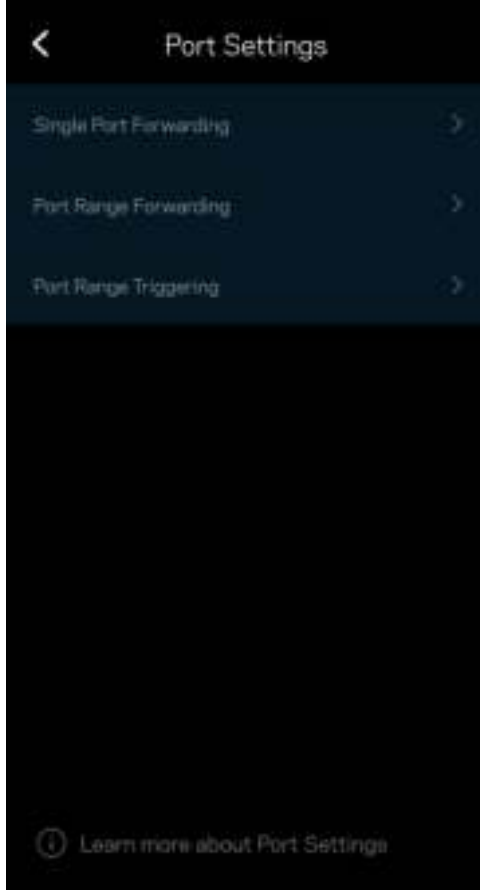 Port Settings
Single Port Forwarding
Port Range Forwarding
Port Range Triggering
Learn more about Port Settings